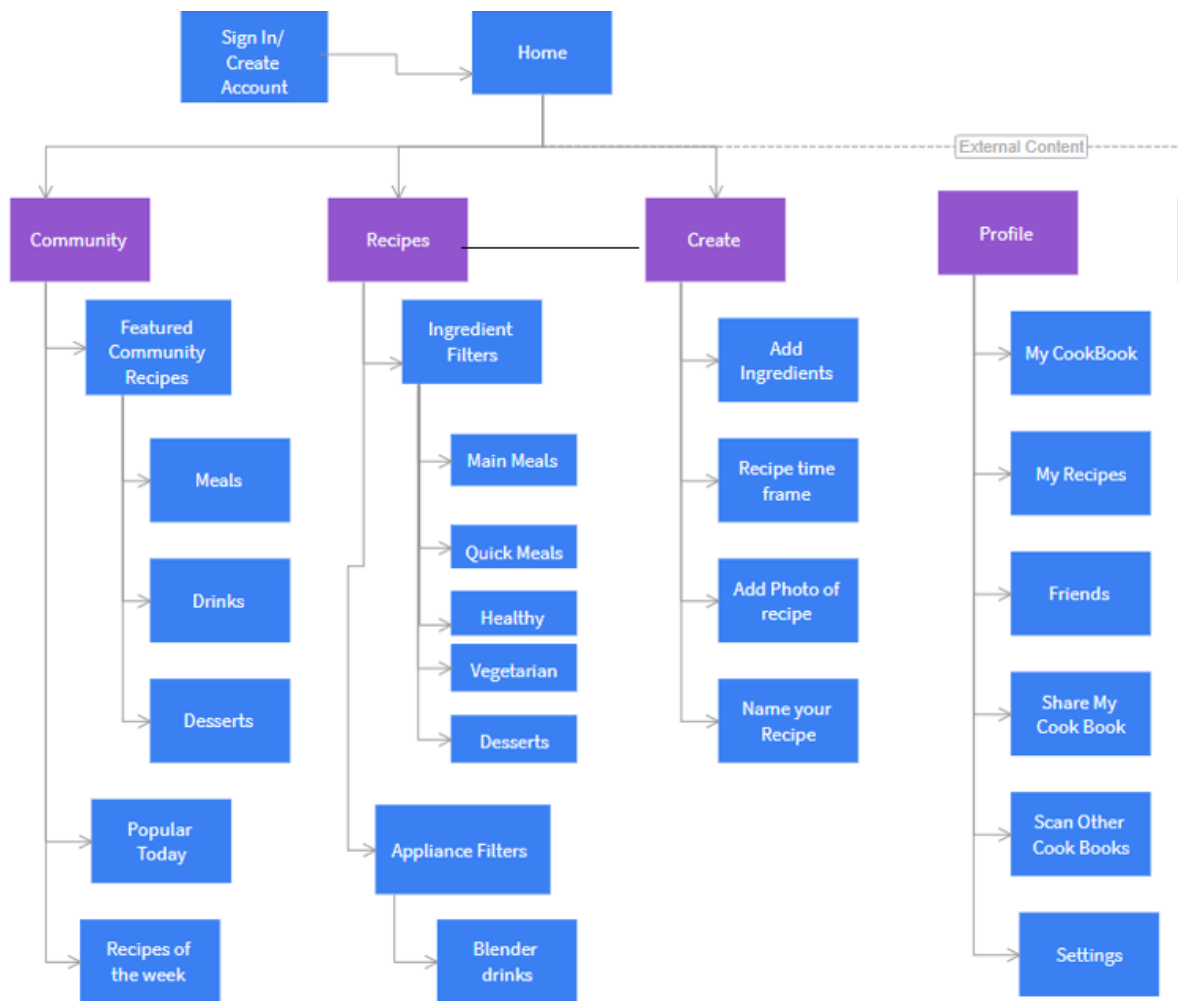 Sign In/
Create
Account
Home
External Content
Community
Recipes
Create
Profile
Featured
Community
Recipes
Meals
Drinks
Desserts
Popular
Today
Recipes of
the week
Ingredient
Filters
Main Meals
Quick Meals
Healthy
Vegetarian
Desserts
Appliance Filters
Blender
drinks
Add
Ingredients
Recipe time
frame
Add Photo of
recipe
Name your
Recipe
My CookBook
My Recipes
Friends
Share My
Cook Book
Scan Other
Cook Books
Settings